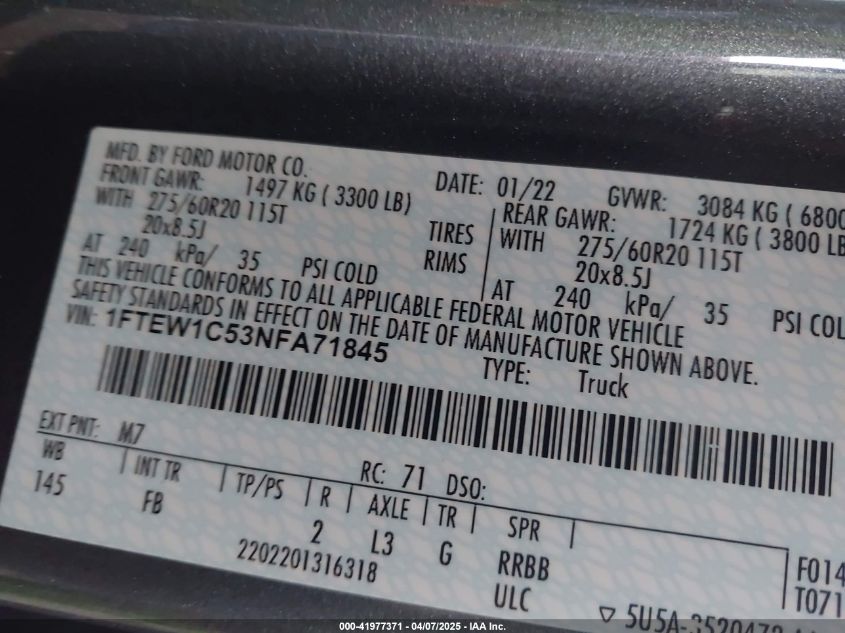 MFD. BY FORD MOTOR CO.
DATE: 01/22 GVWR: 3084 KG ( 6800
FRONT GAWR: 1497 KG ( 3300 LB)
REAR GAWR: 1724 KG ( 3800 LB
WITH 275/60R20 115T TIRES
WITH 275/60R20 115T
20x8.5J RIMS
20x8.5J
AT 240 kPa/ 35 PSI COLD
AT 240 kPa/ 35 PSI COL
THIS VEHICLE CONFORMS TO ALL APPLICABLE FEDERAL MOTOR VEHICLE
SAFETY STANDARDS IN EFFECT ON THE DATE OF MANUFACTURE SHOWN ABOVE.
VIN: 1FTEW1C53NFA71845
TYPE: Truck
EXT PNT: M7 RC: 71 DSO:
WB INT TR TP/PS R AXLE TR SPR
145 FB 2 L3 G RRBB
2202201316318 ULC
F014
T071
▽ 5U5A-3520472
000-41977371 04/07/2025 IAA Inc.